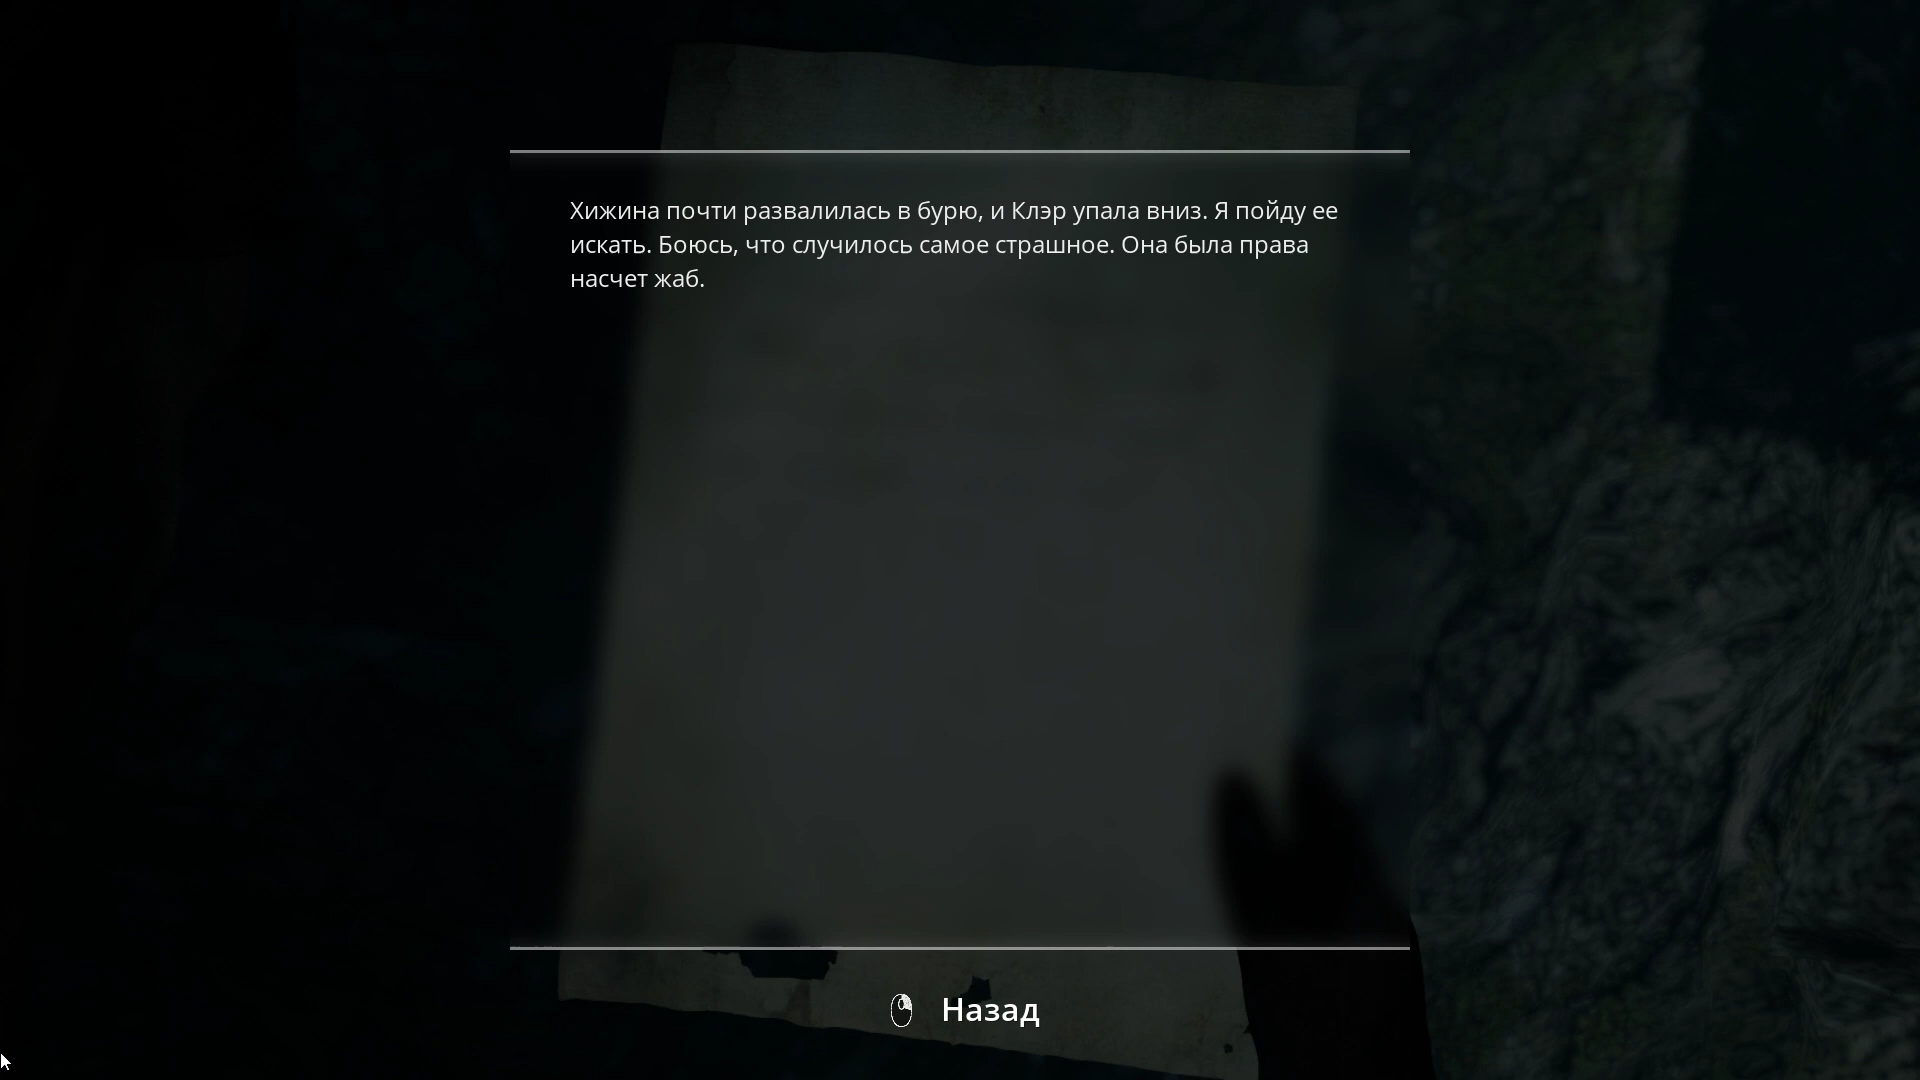 Хижина почти развалилась в бурю, и Клэр упала вниз. Я пойду ее
искать. Боюсь, что случилось самое страшное. Она была права
насчет жаб.
Назад